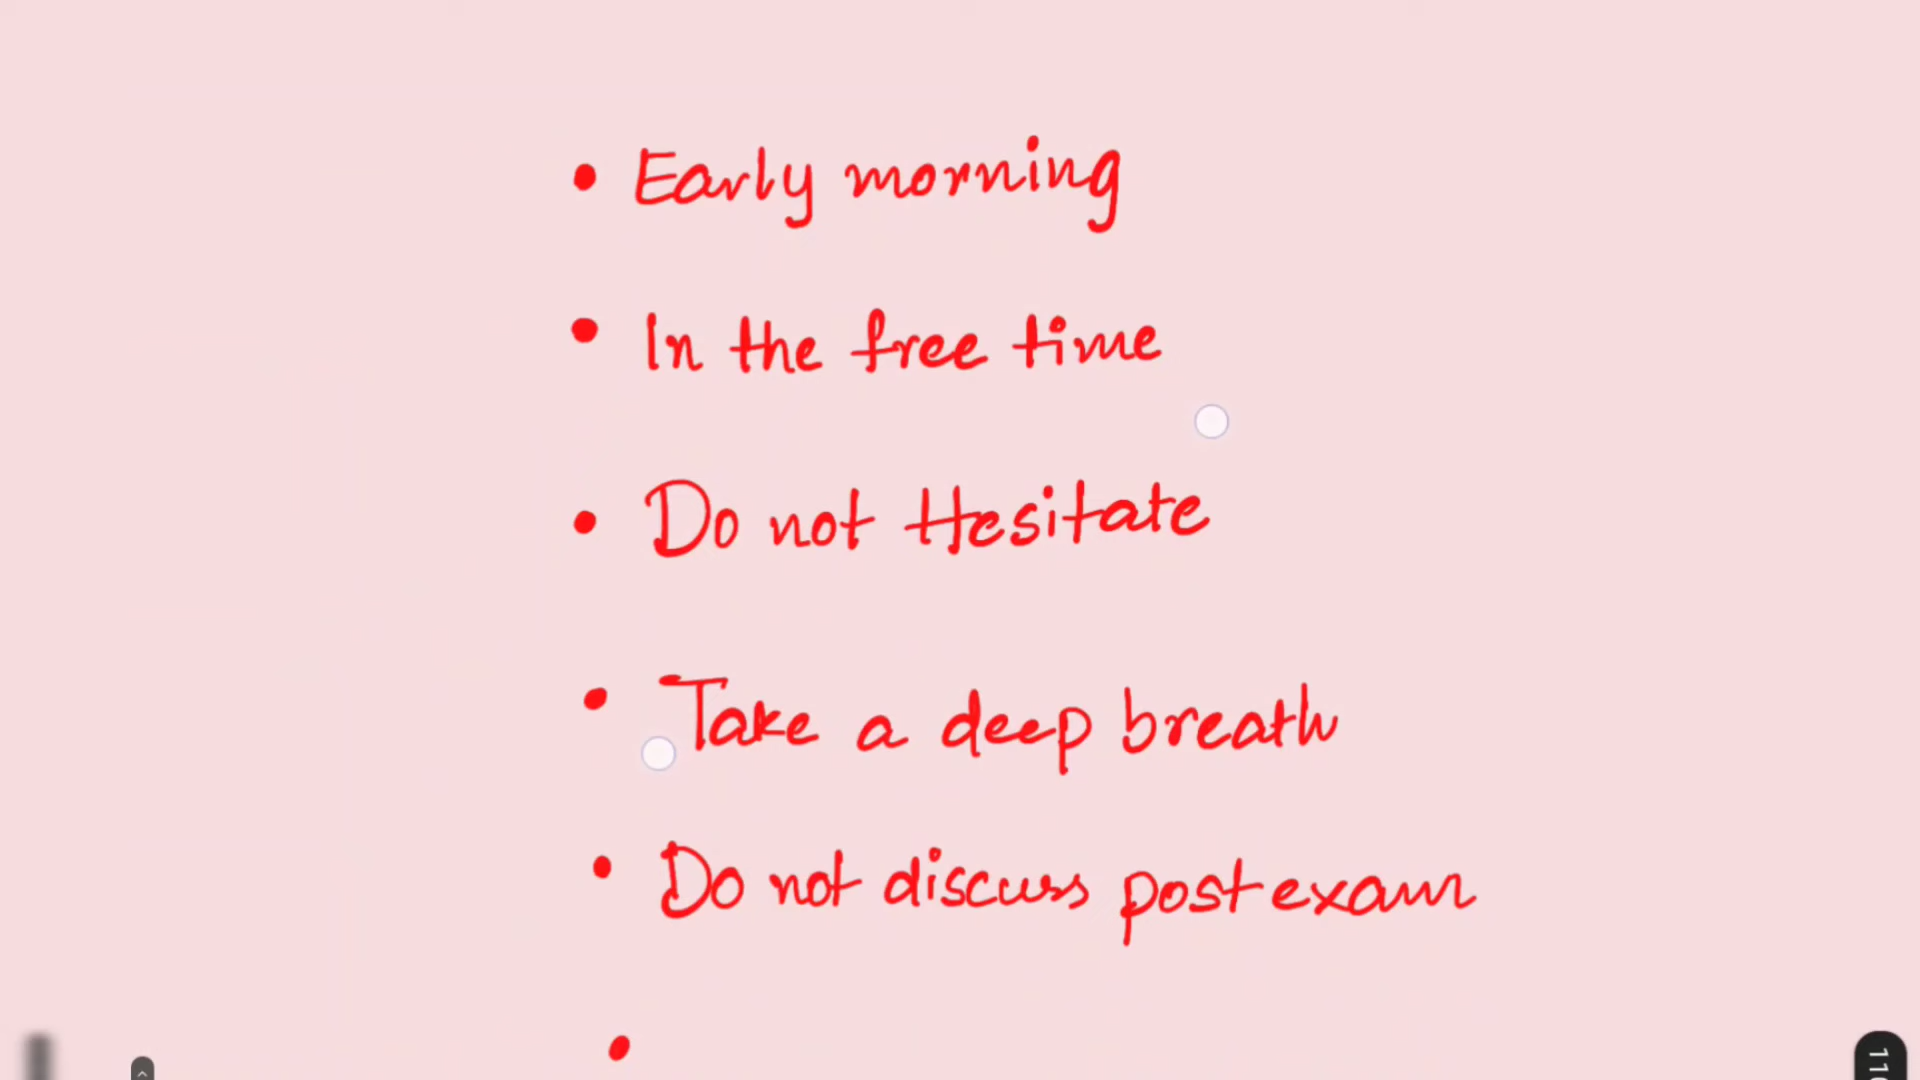 • Early morning
• In the free time
• Do not Hesitate
• Take a deep breath
• Do not discuss post exam
•